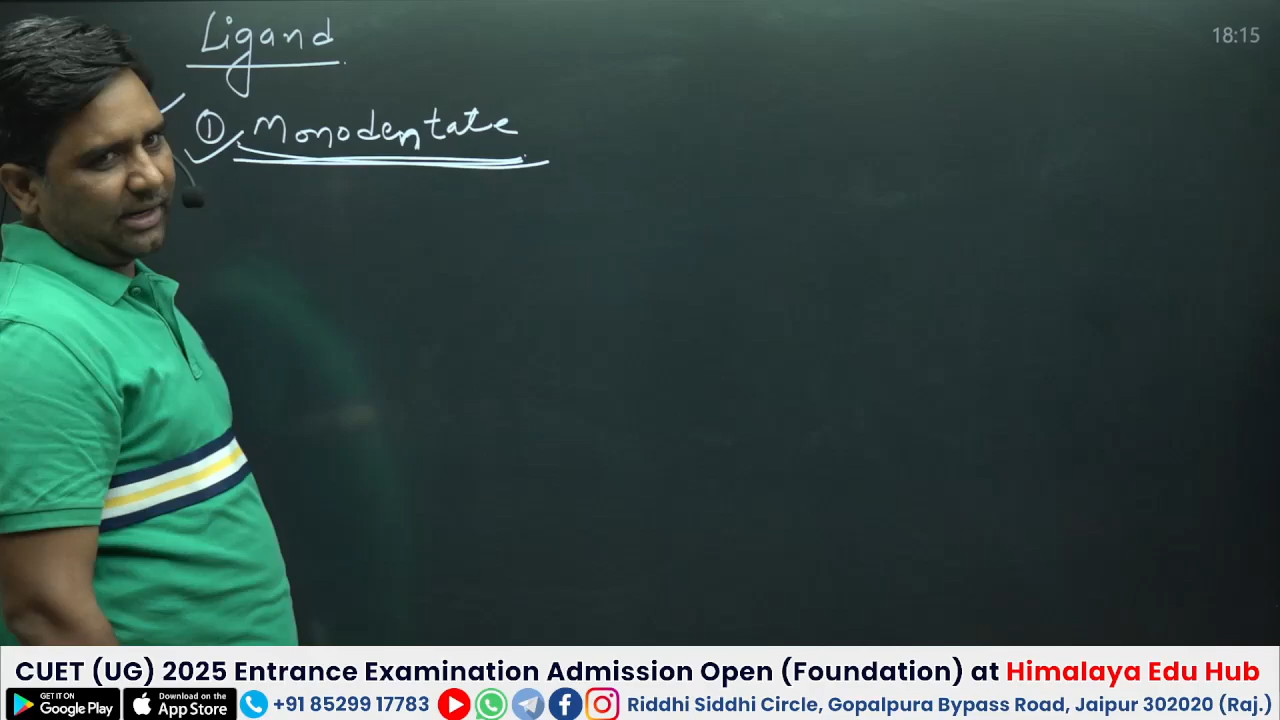 Ligand
18:15
① Monodentate
CUET (UG) 2025 Entrance Examination Admission Open (Foundation) at Himalaya Edu Hub
GET IT ON Google Play Download on the App Store +91 85299 17783 Riddhi Siddhi Circle, Gopalpura Bypass Road, Jaipur 302020 (Raj.)